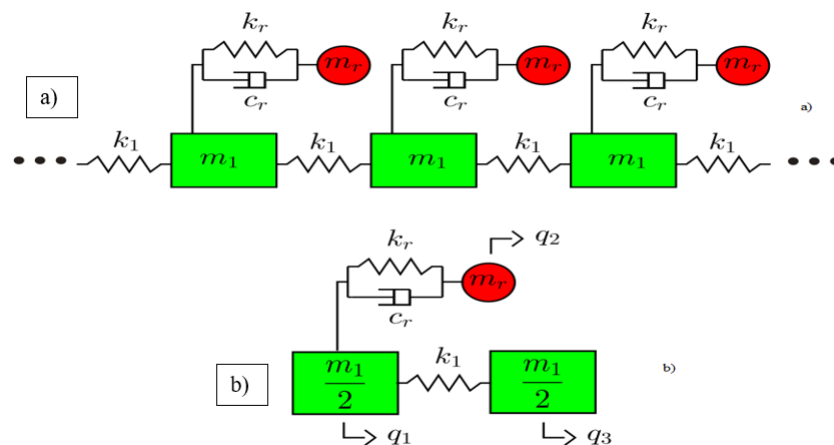 k_r k_r k_r
m_r m_r m_r
a)
c_r c_r c_r
a)
k_1 k_1 k_1 k_1
m_1 m_1 m_1
k_r
q_2
m_r
c_r
k_1
b)
b)
m_1/2 m_1/2
q_1 q_3